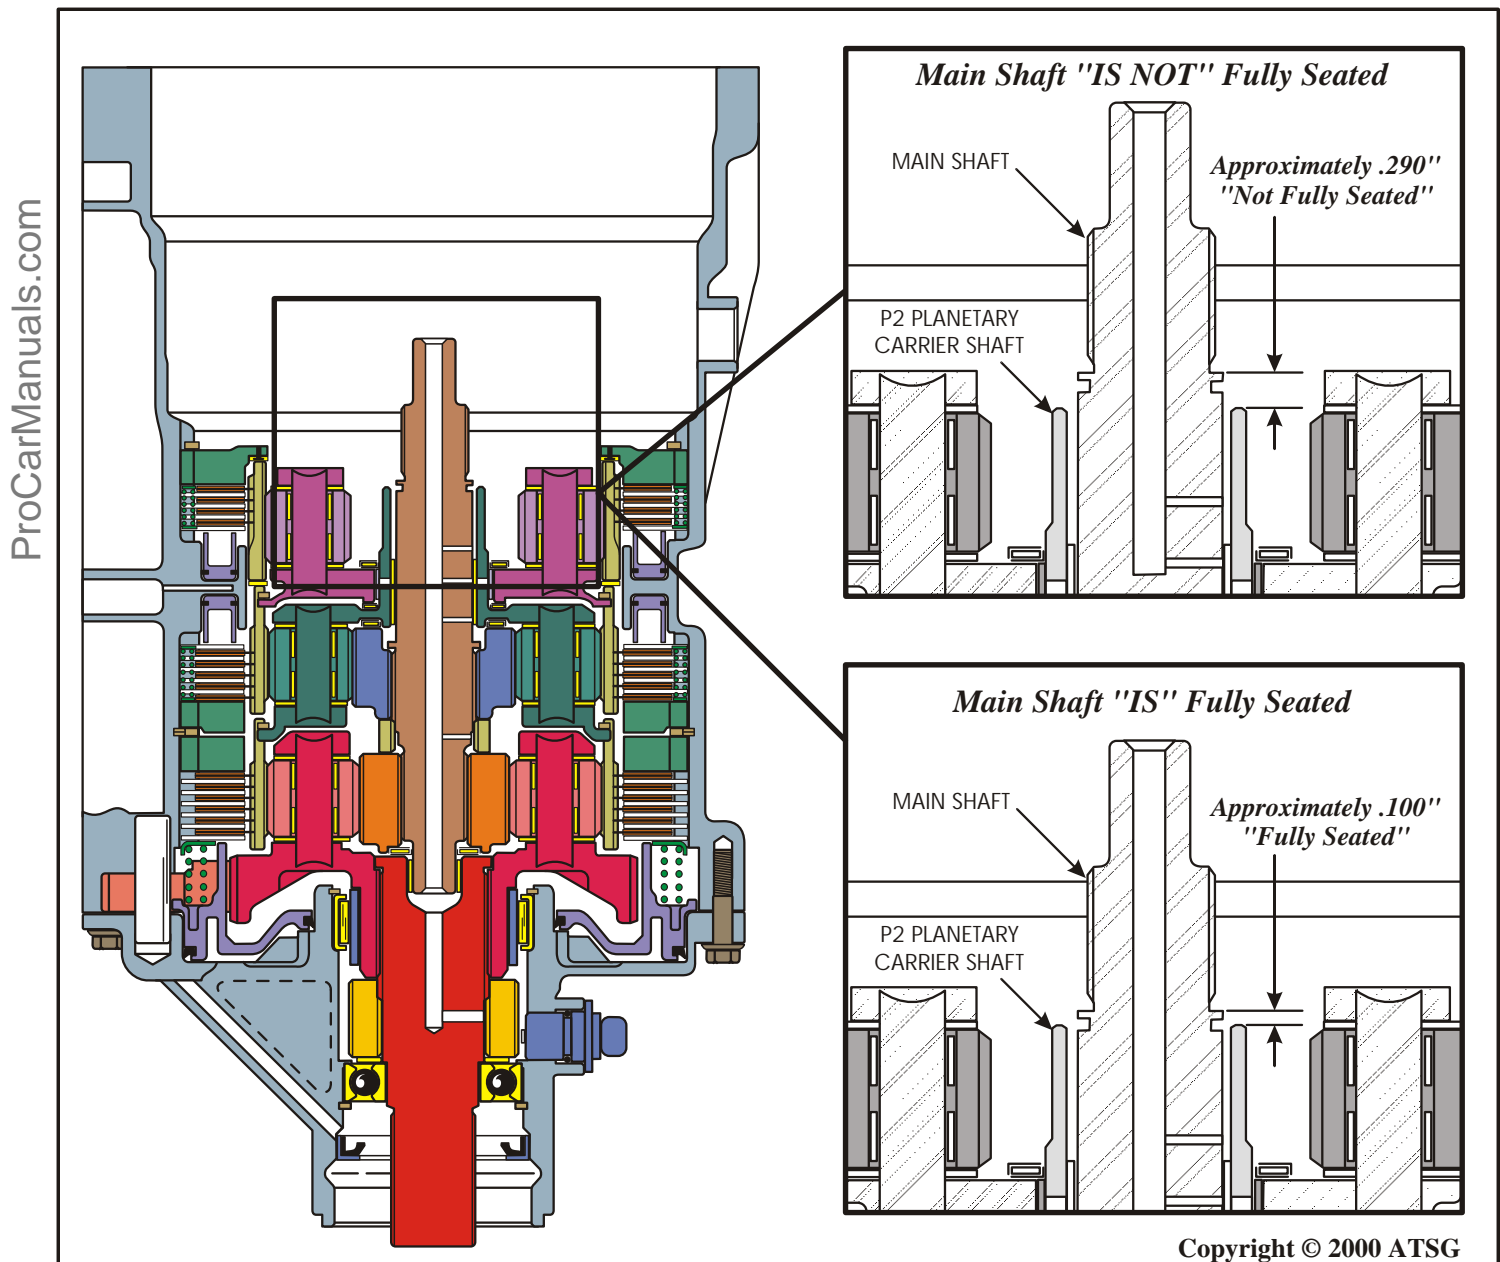 ProCarManuals.com
Main Shaft "IS NOT" Fully Seated
MAIN SHAFT
Approximately .290"
"Not Fully Seated"
P2 PLANETARY
CARRIER SHAFT
Main Shaft "IS" Fully Seated
MAIN SHAFT
Approximately .100"
"Fully Seated"
P2 PLANETARY
CARRIER SHAFT
Copyright © 2000 ATSG